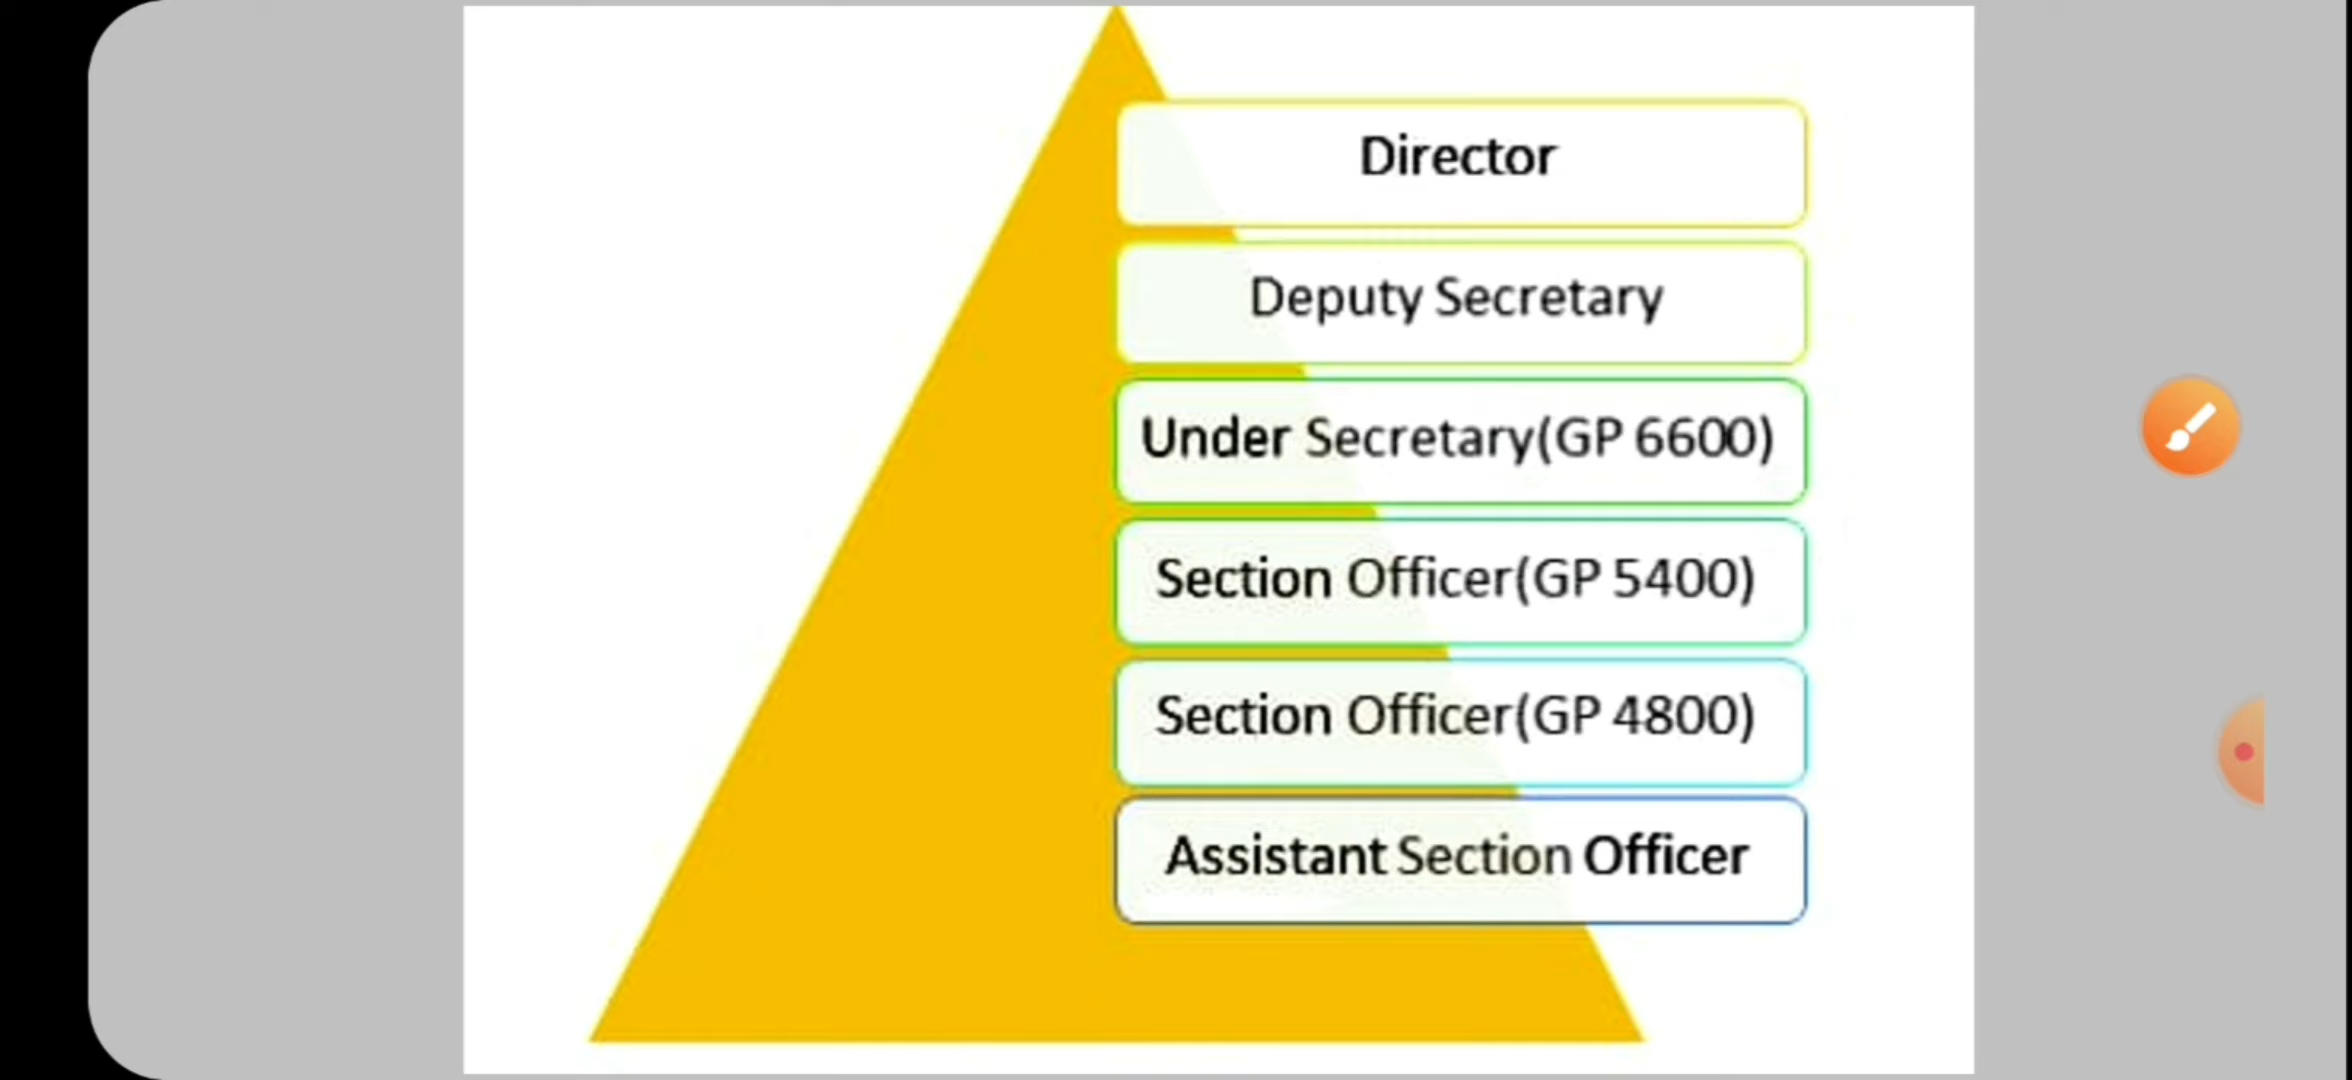 Director
Deputy Secretary
Under Secretary(GP 6600)
Section Officer(GP 5400)
Section Officer(GP 4800)
Assistant Section Officer